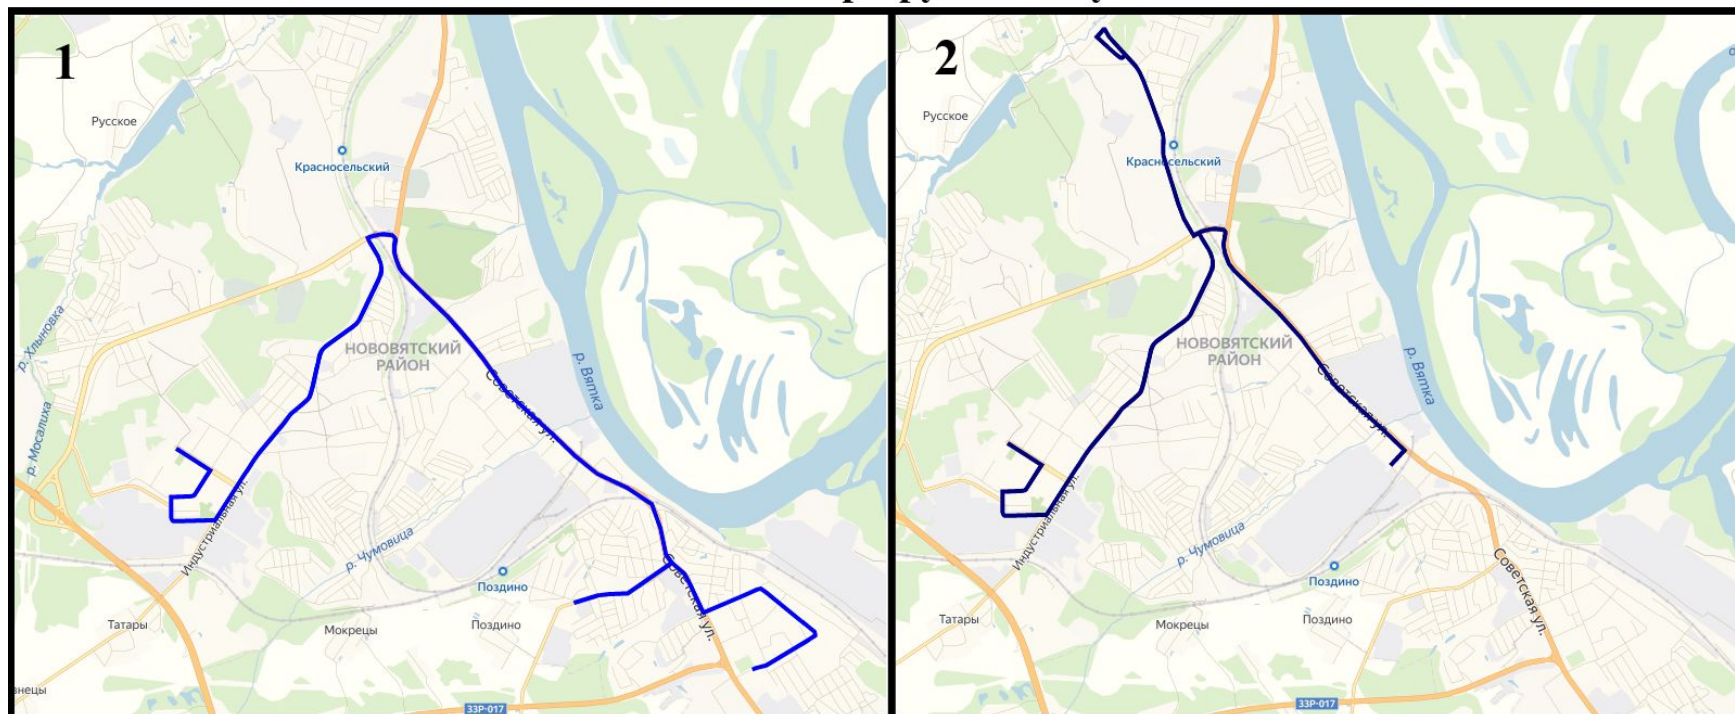 1
Русское
Красносельский
р. Хлыновка
НОВОВЯТСКИЙ
РАЙОН
р. Вятка
р. Мосалиха
Советская ул.
Индустриальная ул.
р. Чумовица
Поздино
Советская ул.
Татары
Мокрецы
Поздино
знецы
33Р-017
2
Русское
Красносельский
НОВОВЯТСКИЙ
РАЙОН
р. Вятка
Советская ул.
Индустриальная ул.
р. Чумовица
Поздино
Советская ул.
Татары
Мокрецы
Поздино
33Р-017